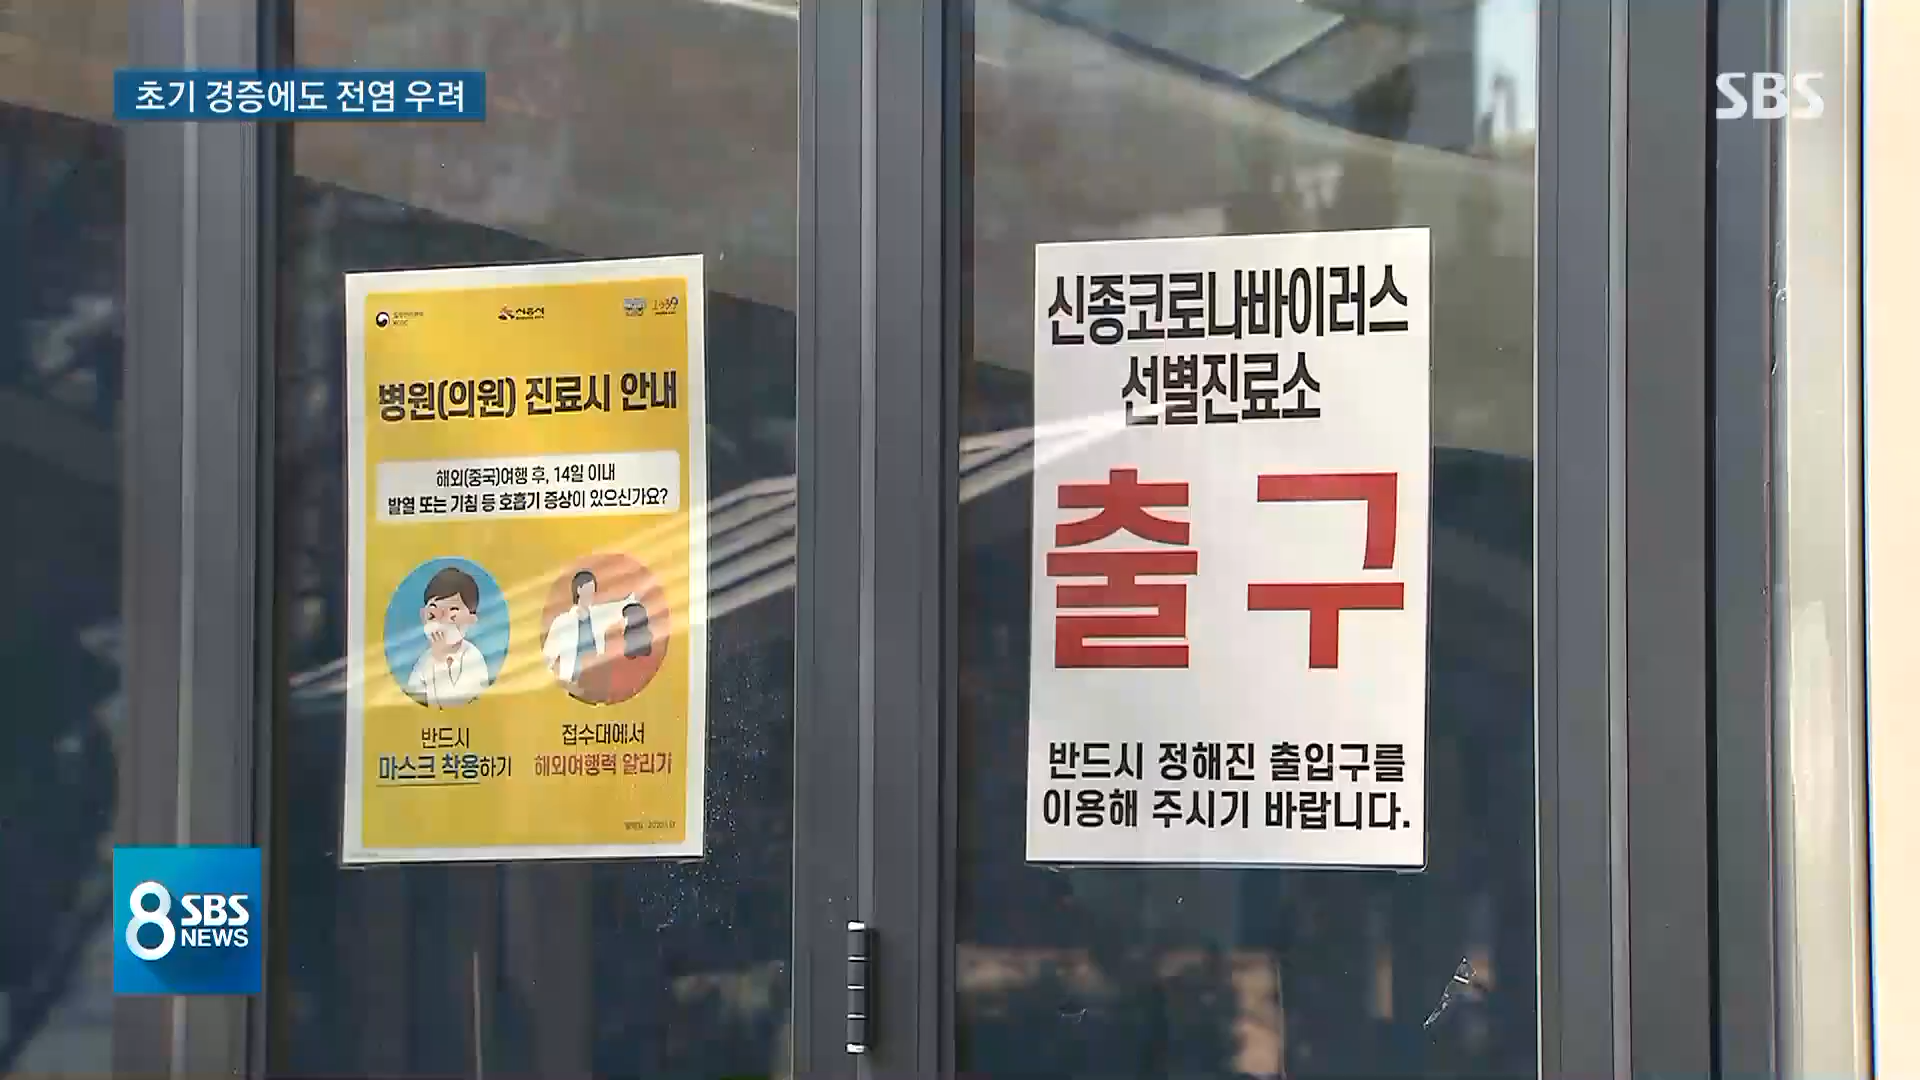 초기 경증에도 전염 우려
SBS
시흥시
병원(의원) 진료시 안내
해외(중국)여행 후, 14일 이내
발열 또는 기침 등 호흡기 증상이 있으신가요?
반드시
마스크 착용하기
접수대에서
해외여행력 알리기
신종코로나바이러스
선별진료소
출구
반드시 정해진 출입구를
이용해 주시기 바랍니다.
8 SBS
NEWS